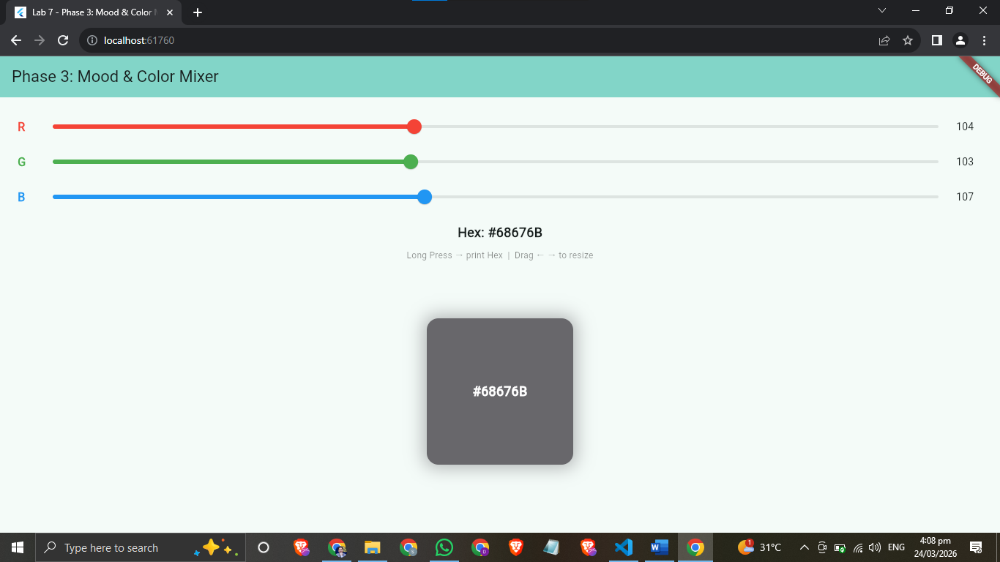 Lab 7 - Phase 3: Mood & Color
localhost:61760
Phase 3: Mood & Color Mixer
DEBUG
R 104
G 103
B 107
Hex: #68676B
Long Press → print Hex | Drag ← → to resize
#68676B
Type here to search
1
31°C
ENG
4:08 pm
24/03/2026